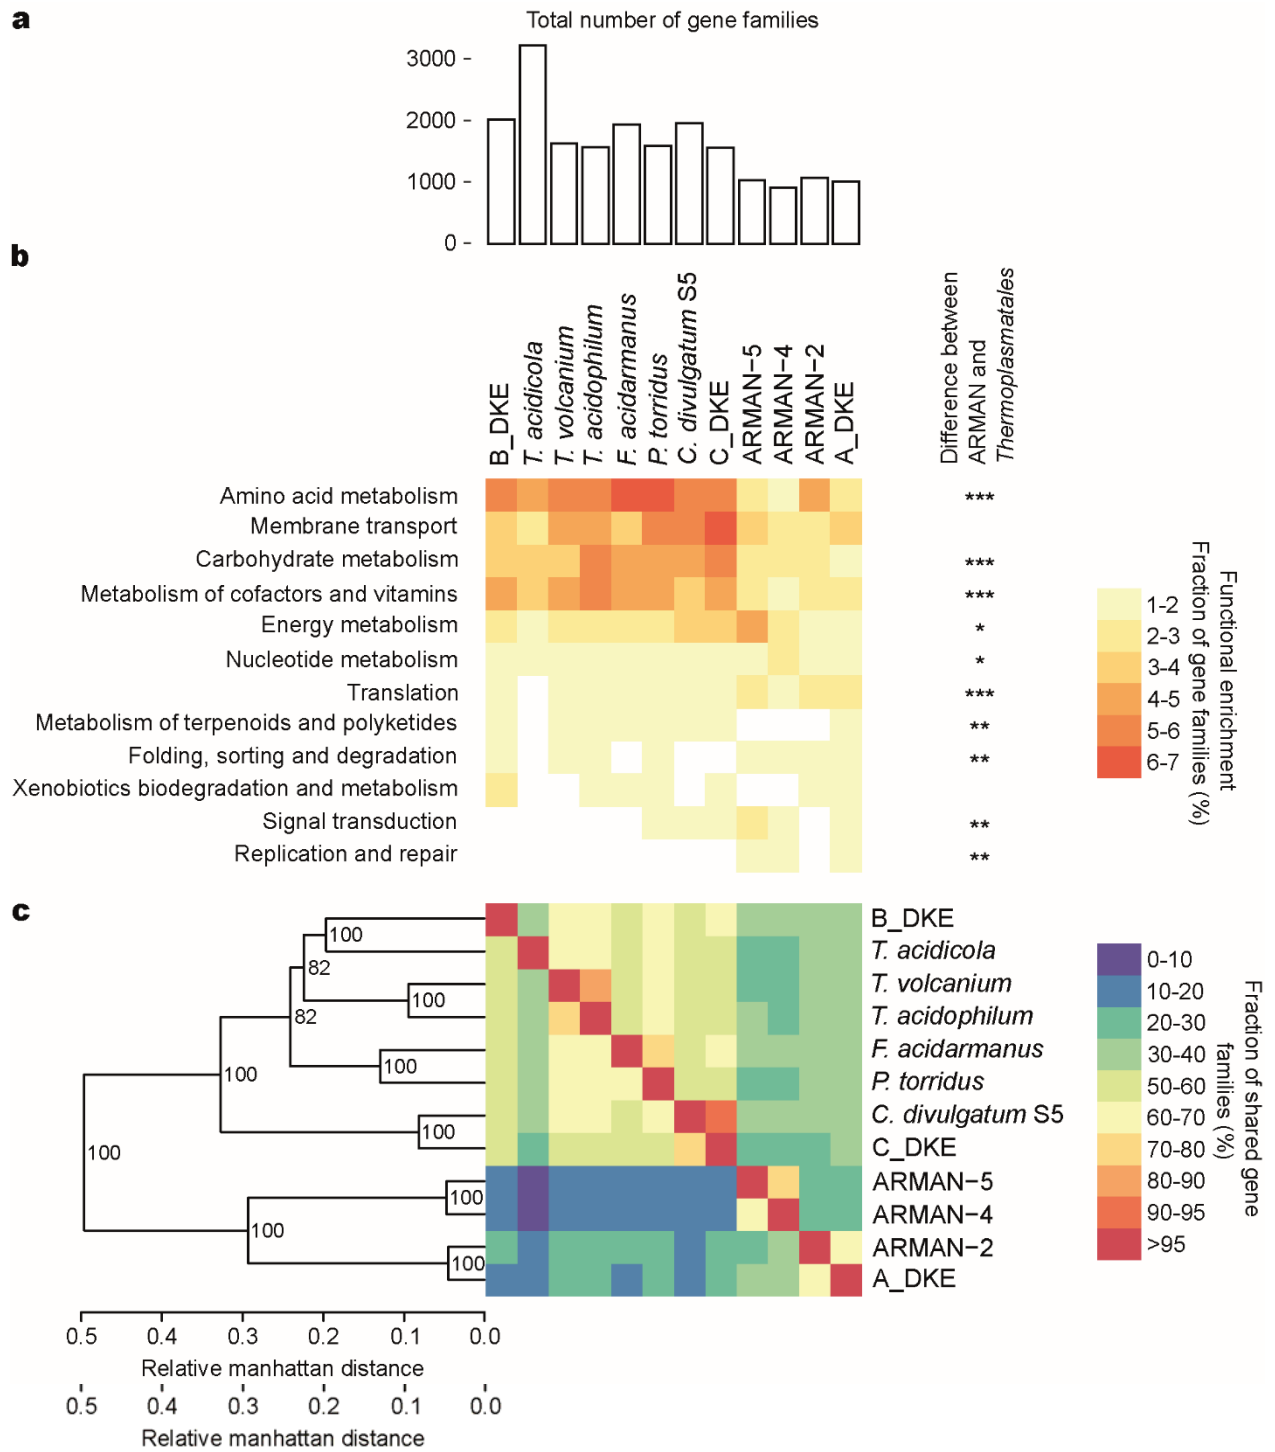 a
Total number of gene families
3000
2000
1000
0
b
B_DKE
T. acidicola
T. volcanium
T. acidophilum
F. acidarmanus
P. torridus
C. divulgatum S5
C_DKE
ARMAN−5
ARMAN−4
ARMAN−2
A_DKE
Difference between
ARMAN and
Thermoplasmatales
Amino acid metabolism ***
Membrane transport
Carbohydrate metabolism ***
Metabolism of cofactors and vitamins ***
Energy metabolism *
Nucleotide metabolism *
Translation ***
Metabolism of terpenoids and polyketides **
Folding, sorting and degradation **
Xenobiotics biodegradation and metabolism
Signal transduction **
Replication and repair **
1-2
2-3
3-4
4-5
5-6
6-7
Functional enrichment
Fraction of gene families (%)
c
100
82
100
82
100
100
100
100
100
100
100
B_DKE
T. acidicola
T. volcanium
T. acidophilum
F. acidarmanus
P. torridus
C. divulgatum S5
C_DKE
ARMAN−5
ARMAN−4
ARMAN−2
A_DKE
0-10
10-20
20-30
30-40
50-60
60-70
70-80
80-90
90-95
>95
Fraction of shared gene
families (%)
0.5 0.4 0.3 0.2 0.1 0.0
Relative manhattan distance
0.5 0.4 0.3 0.2 0.1 0.0
Relative manhattan distance